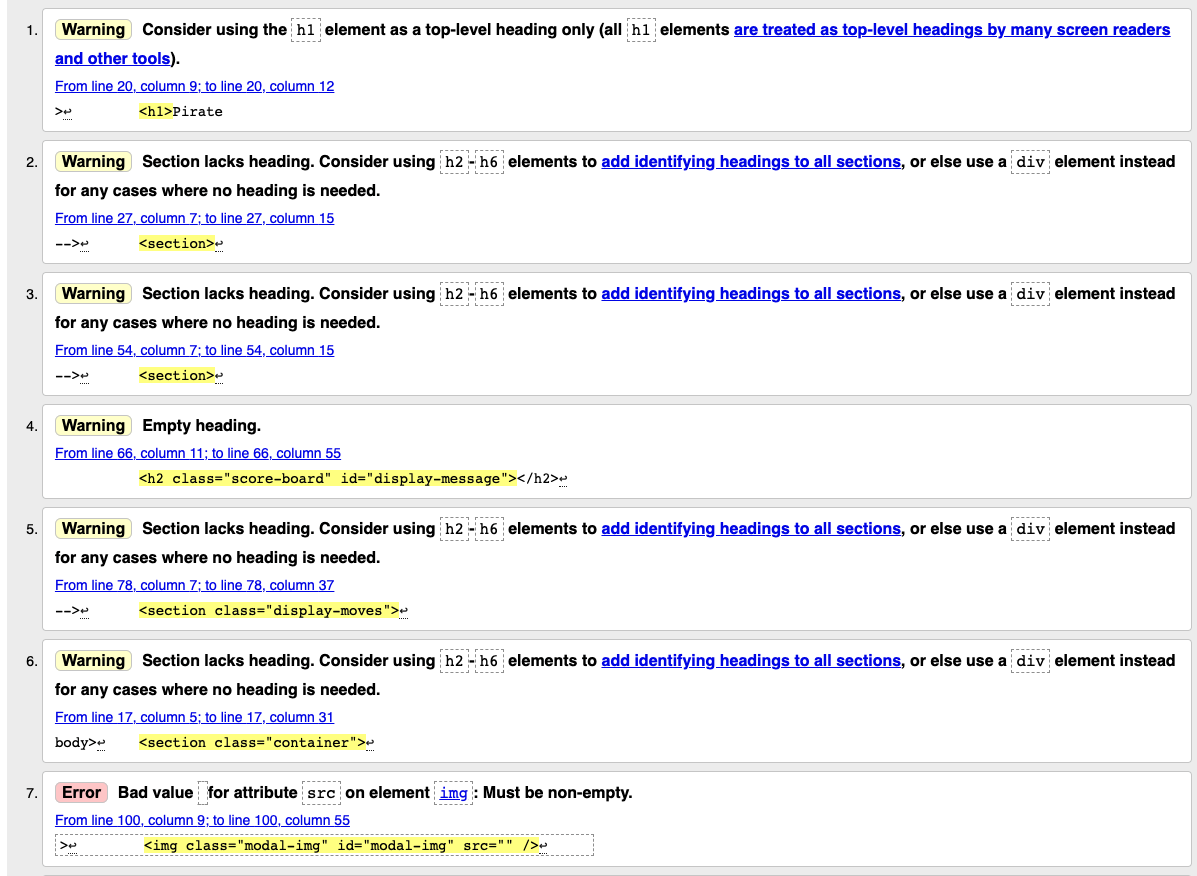 1. Warning Consider using the h1 element as a top-level heading only (all h1 elements are treated as top-level headings by many screen readers
and other tools).
From line 20, column 9; to line 20, column 12
>↩ <h1>Pirate
2. Warning Section lacks heading. Consider using h2-h6 elements to add identifying headings to all sections, or else use a div element instead
for any cases where no heading is needed.
From line 27, column 7; to line 27, column 15
-->↩ <section>↩
3. Warning Section lacks heading. Consider using h2-h6 elements to add identifying headings to all sections, or else use a div element instead
for any cases where no heading is needed.
From line 54, column 7; to line 54, column 15
-->↩ <section>↩
4. Warning Empty heading.
From line 66, column 11; to line 66, column 55
<h2 class="score-board" id="display-message"></h2>↩
5. Warning Section lacks heading. Consider using h2-h6 elements to add identifying headings to all sections, or else use a div element instead
for any cases where no heading is needed.
From line 78, column 7; to line 78, column 37
-->↩ <section class="display-moves">↩
6. Warning Section lacks heading. Consider using h2-h6 elements to add identifying headings to all sections, or else use a div element instead
for any cases where no heading is needed.
From line 17, column 5; to line 17, column 31
body>↩ <section class="container">↩
7. Error Bad value for attribute src on element img: Must be non-empty.
From line 100, column 9; to line 100, column 55
>↩ <img class="modal-img" id="modal-img" src="" />↩